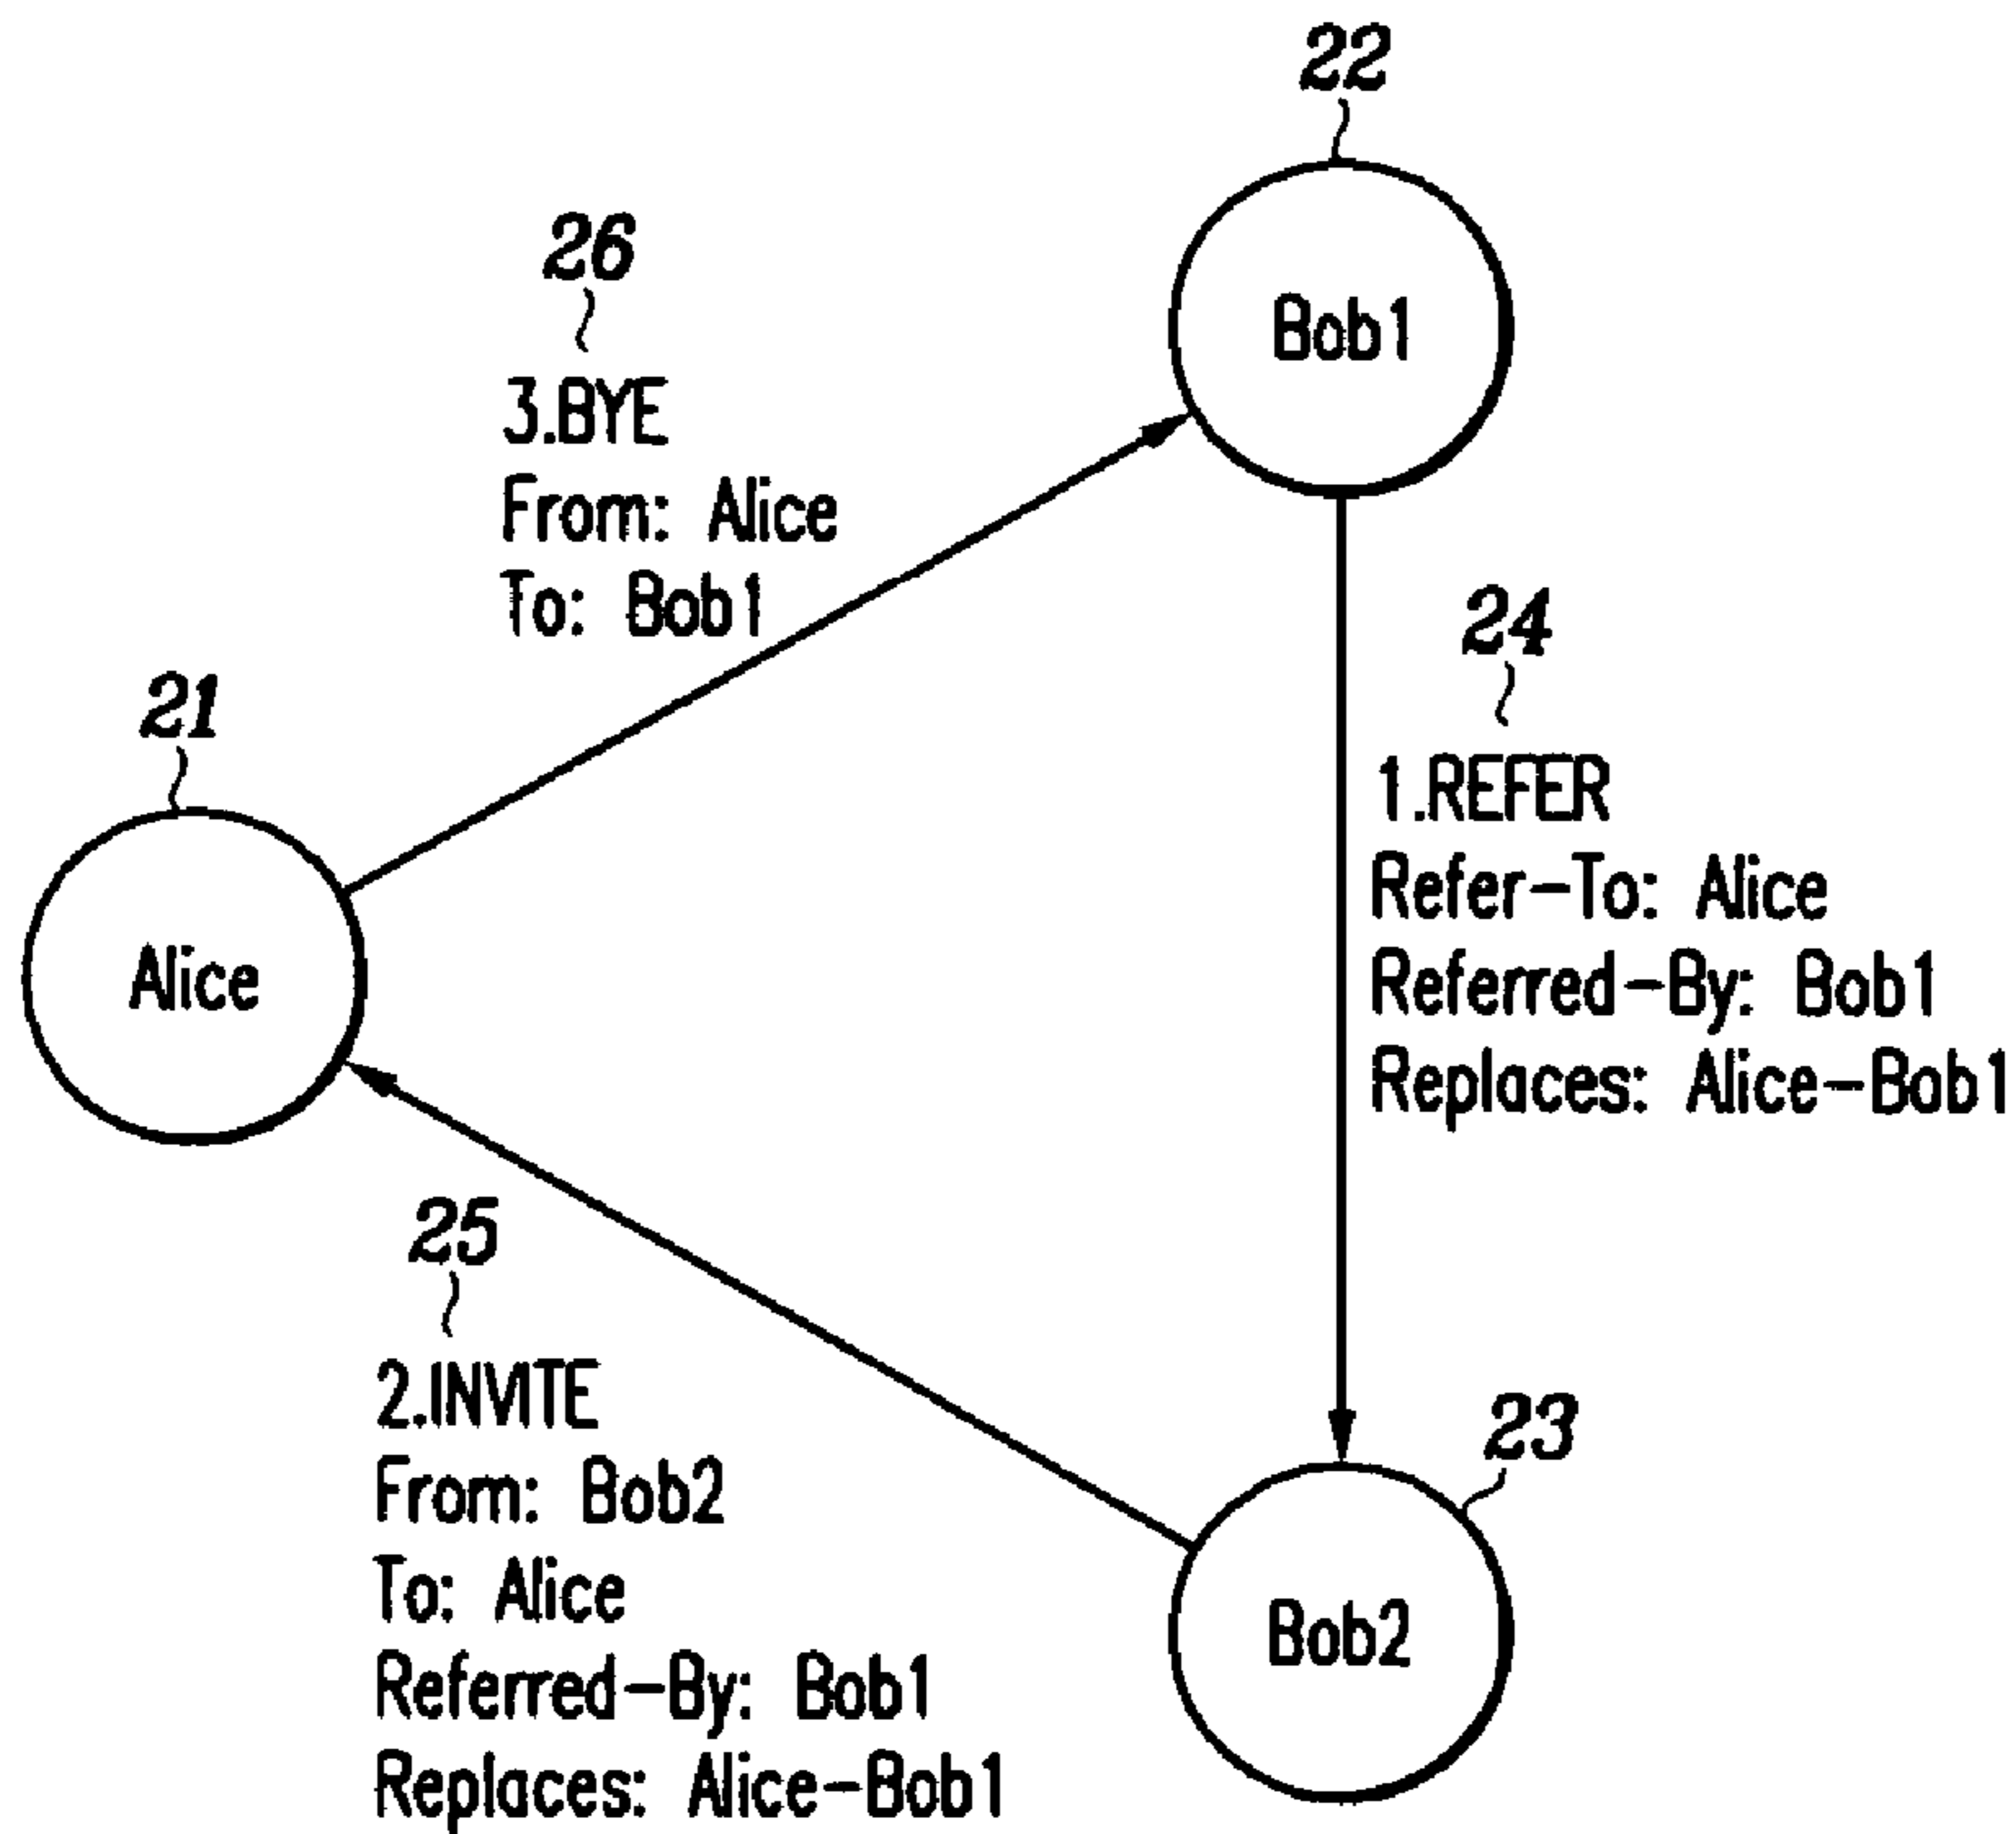 22
Bob1
26
3.BYE
From: Alice
To: Bob1
24
1.REFER
Refer-To: Alice
Referred-By: Bob1
Replaces: Alice-Bob1
21
Alice
25
2.INVITE
From: Bob2
To: Alice
Referred-By: Bob1
Replaces: Alice-Bob1
23
Bob2